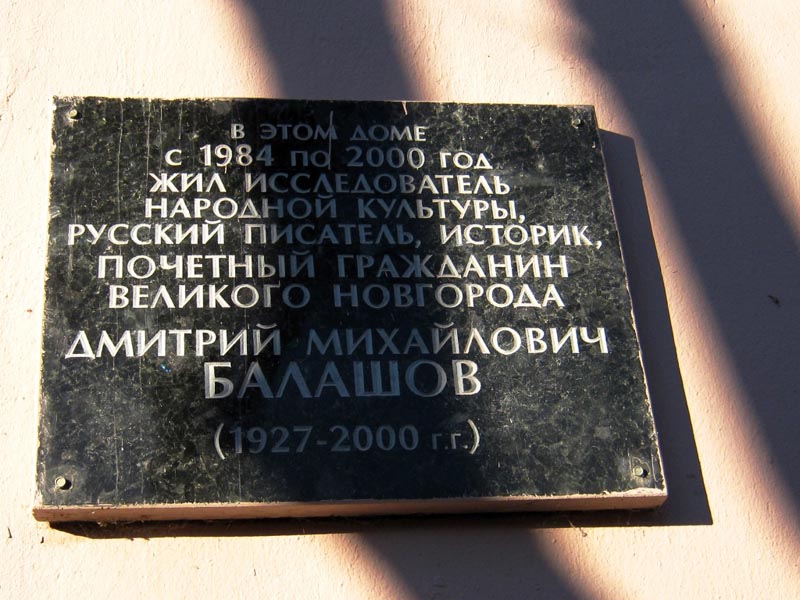 В ЭТОМ ДОМЕ
С 1984 ПО 2000 ГОД
ЖИЛ ИССЛЕДОВАТЕЛЬ
НАРОДНОЙ КУЛЬТУРЫ,
РУССКИЙ ПИСАТЕЛЬ, ИСТОРИК,
ПОЧЕТНЫЙ ГРАЖДАНИН
ВЕЛИКОГО НОВГОРОДА
ДМИТРИЙ МИХАЙЛОВИЧ
БАЛАШОВ
(1927-2000 г.г.)